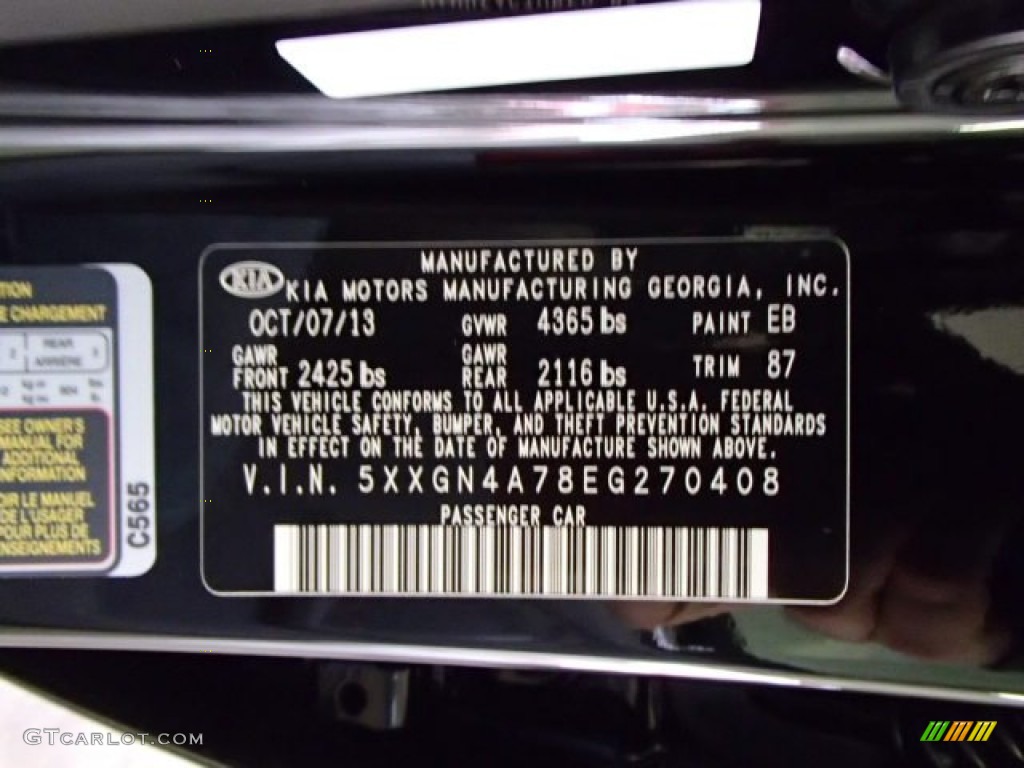 MANUFACTURED BY
KIA
KIA MOTORS MANUFACTURING GEORGIA, INC.
OCT/07/13 GVWR 4365 lbs PAINT EB
GAWR FRONT 2425 lbs GAWR REAR 2116 lbs TRIM 87
THIS VEHICLE CONFORMS TO ALL APPLICABLE U.S.A. FEDERAL
MOTOR VEHICLE SAFETY, BUMPER, AND THEFT PREVENTION STANDARDS
IN EFFECT ON THE DATE OF MANUFACTURE SHOWN ABOVE.
V.I.N. 5XXGN4A78EG270408
PASSENGER CAR
CHARGEMENT
REAR
ARRIÈRE
SEE OWNER'S
MANUAL FOR
ADDITIONAL
INFORMATION
VOIR LE MANUEL
DE L'USAGER
POUR PLUS DE
RENSEIGNEMENTS
C565
GTCARLOT.COM